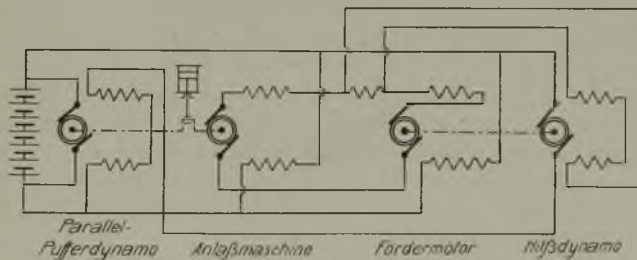 Parallel-
Pufferdynamo
Anlaßmaschine
Fördermotor
Hilfsdynamo